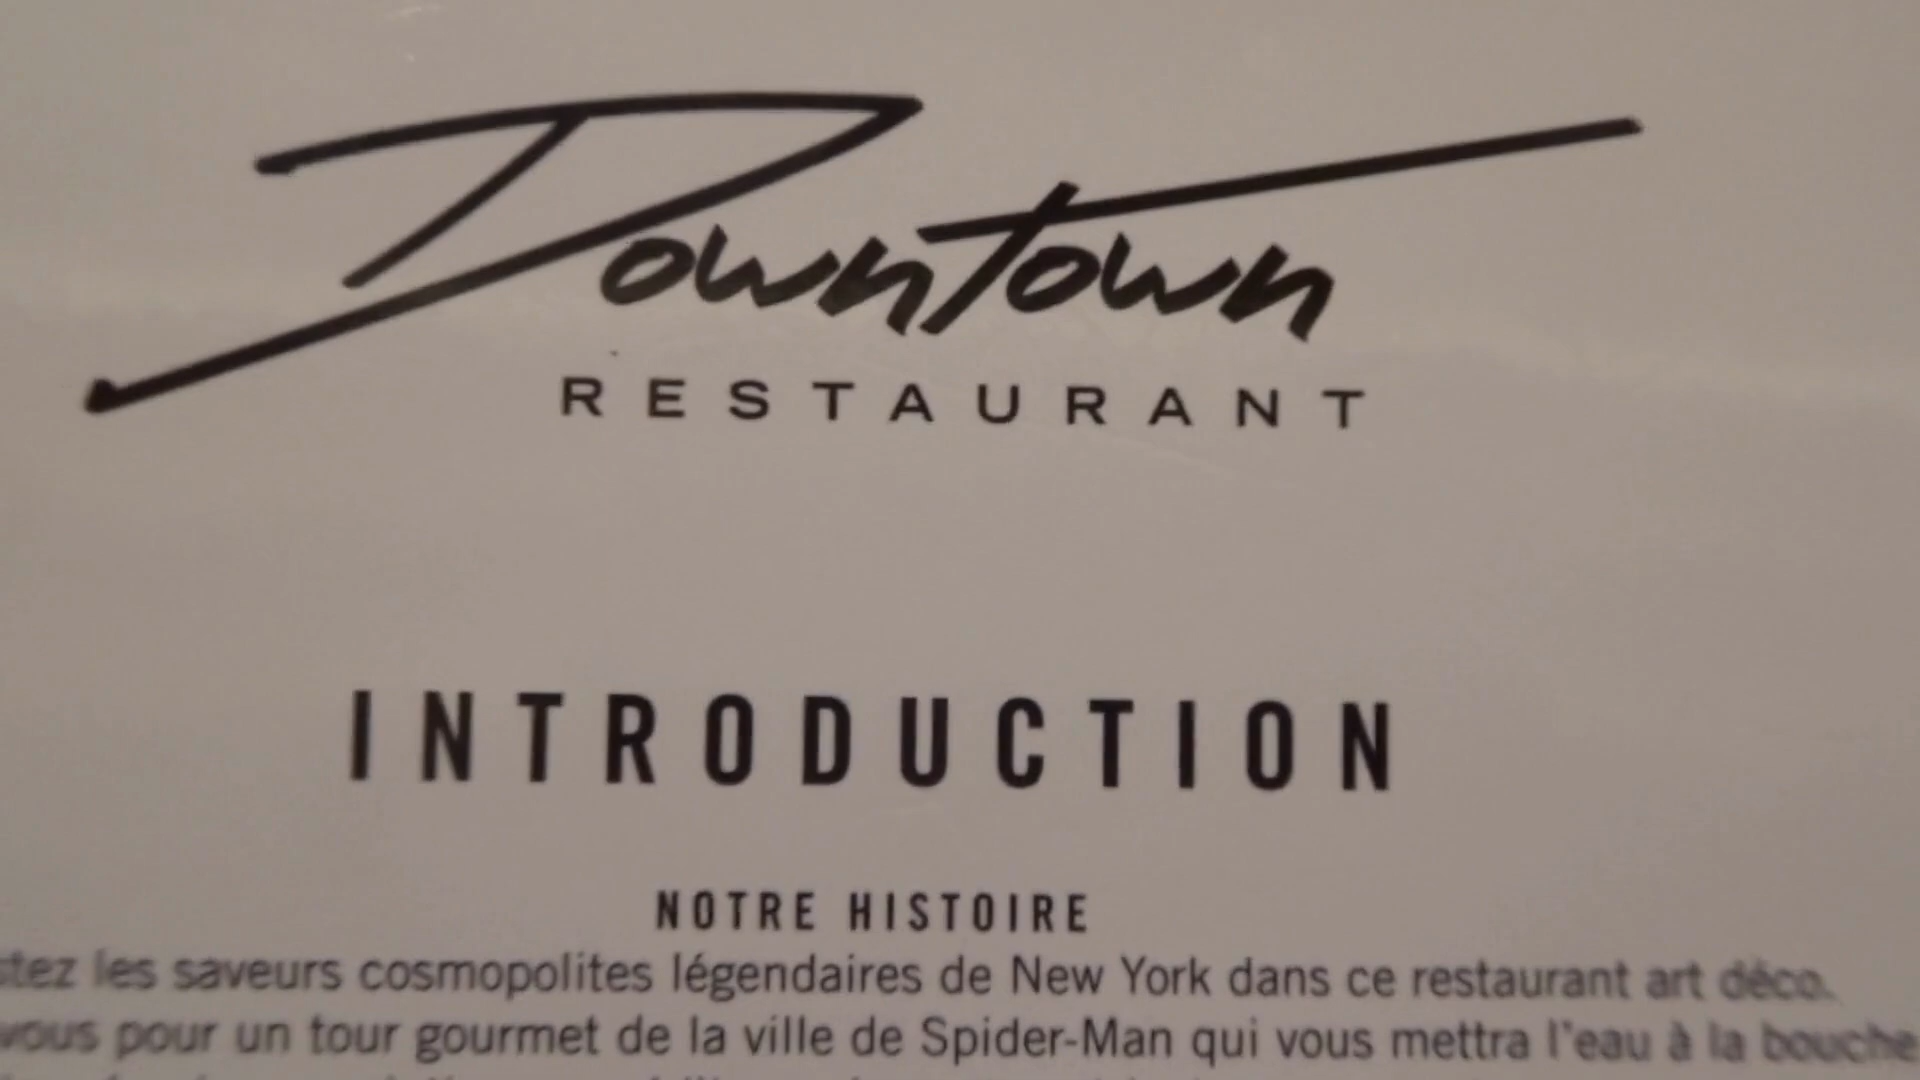 Downtown
RESTAURANT
INTRODUCTION
NOTRE HISTOIRE
les saveurs cosmopolites légendaires de New York dans ce restaurant art déco.
vous pour un tour gourmet de la ville de Spider-Man qui vous mettra l'eau à la bouche